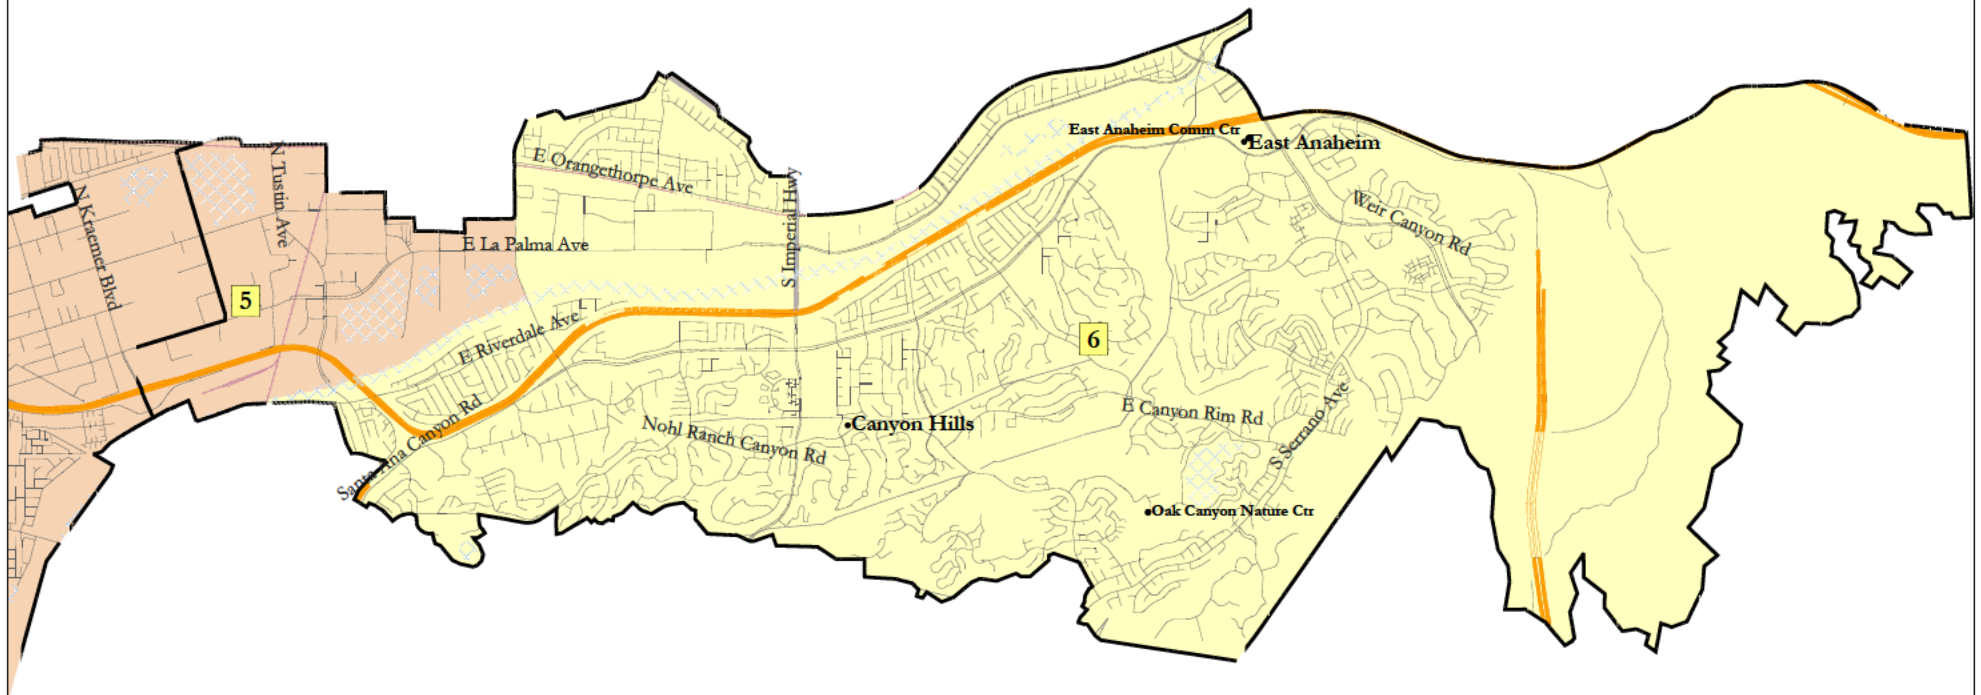 East Anaheim Comm Ctr
East Anaheim
N Tustin Ave
E Orangethorpe Ave
N Kraemer Blvd
Weir Canyon Rd
S Imperial Hwy
E La Palma Ave
5
E Riverdale Ave
6
Santa Ana Canyon Rd
Nohl Ranch Canyon Rd
Canyon Hills
E Canyon Rim Rd
S Serrano Ave
Oak Canyon Nature Ctr